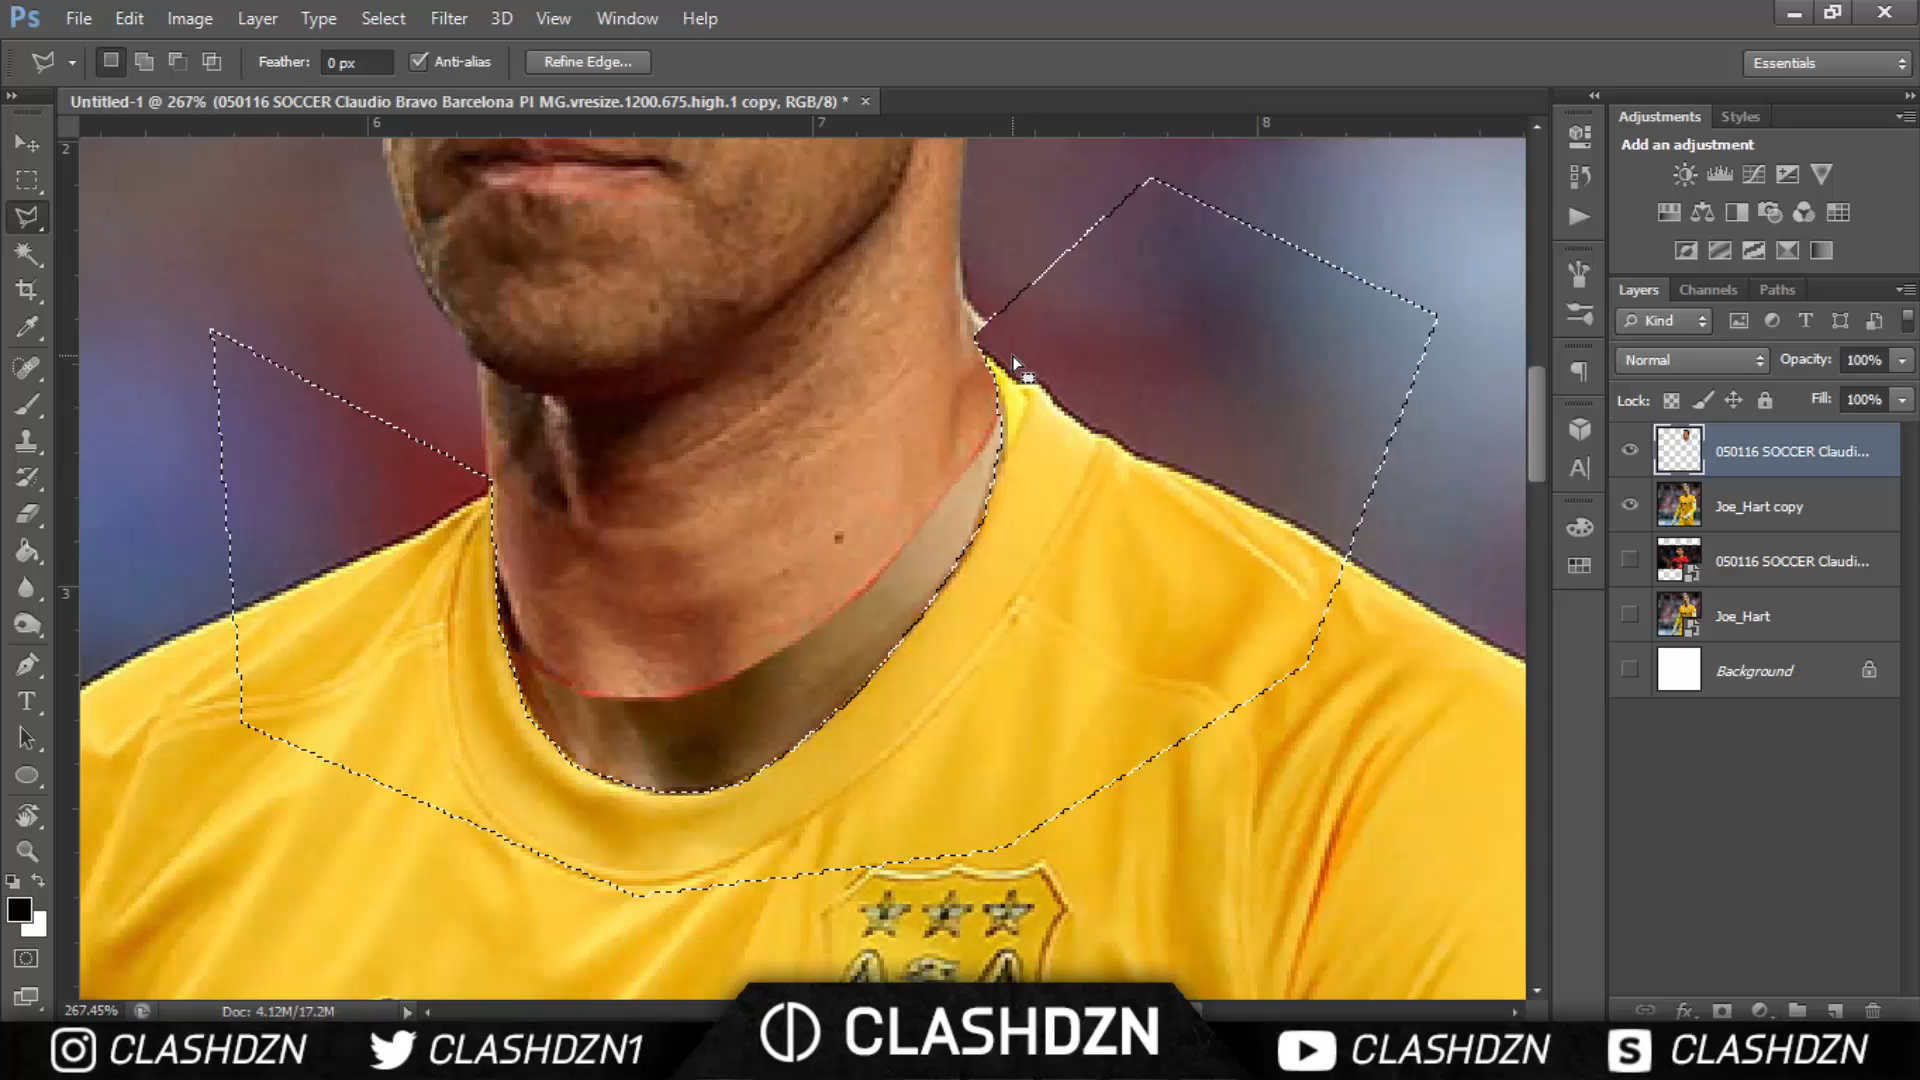 Ps File Edit Image Layer Type Select Filter 3D View Window Help
Feather: 0 px Anti-alias Refine Edge... Essentials
Untitled-1 @ 267% (050116 SOCCER Claudio Bravo Barcelona PI MG.vresize.1200.675.high.1 copy, RGB/8) * ×
6 7 8
2
3
Adjustments Styles
Add an adjustment
Layers Channels Paths
Kind
Normal Opacity: 100%
Lock: Fill: 100%
050116 SOCCER Claudi...
Joe_Hart copy
050116 SOCCER Claudi...
Joe_Hart
Background
267.45% Doc: 4.12M/17.2M
CLASHDZN CLASHDZN1 CLASHDZN CLASHDZN CLASHDZN